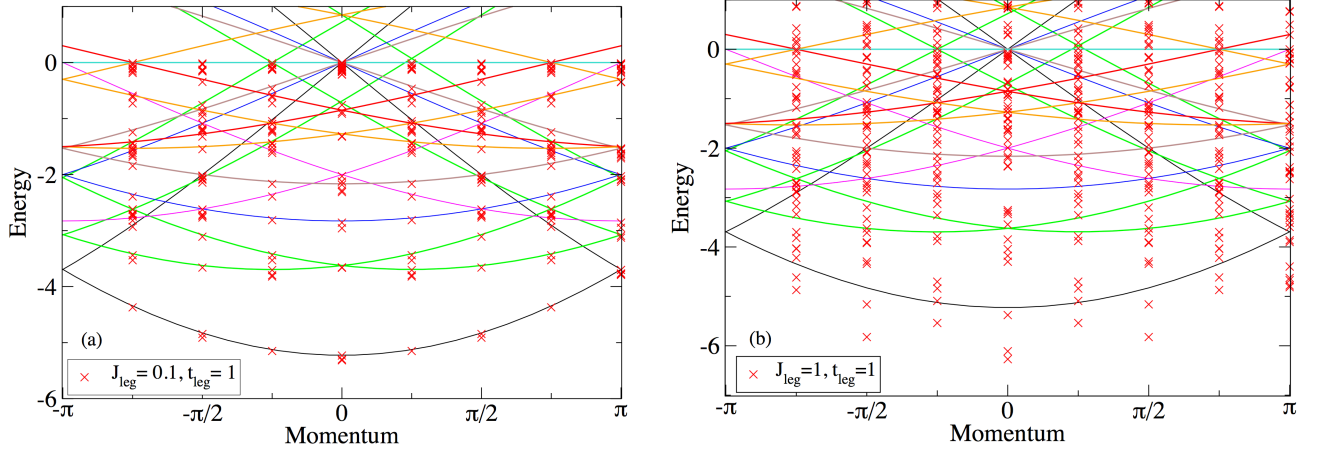 0
-2
-4
-6
Energy
(a)
J_leg = 0.1, t_leg = 1
-π
-π/2
0
π/2
π
Momentum
0
-2
-4
-6
Energy
(b)
J_leg=1, t_leg=1
-π
-π/2
0
π/2
π
Momentum